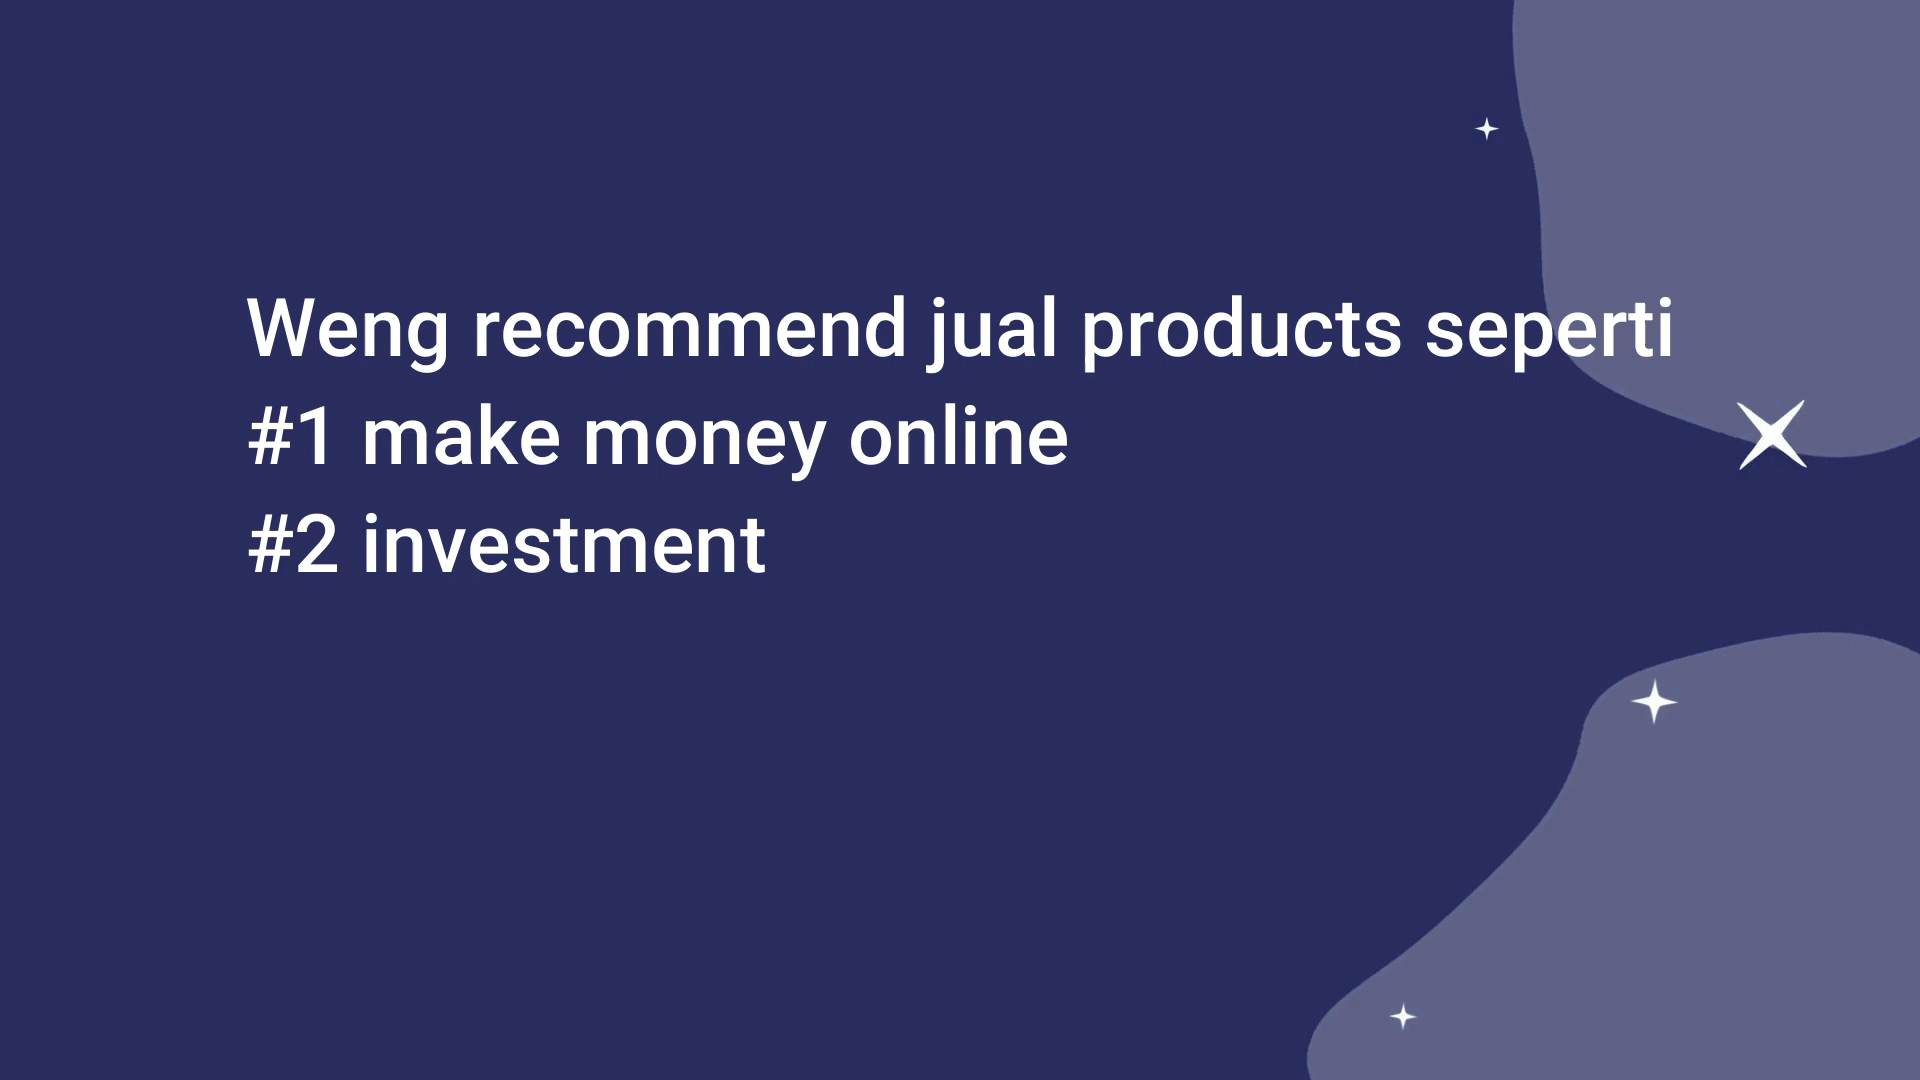 Weng recommend jual products seperti
#1 make money online
#2 investment